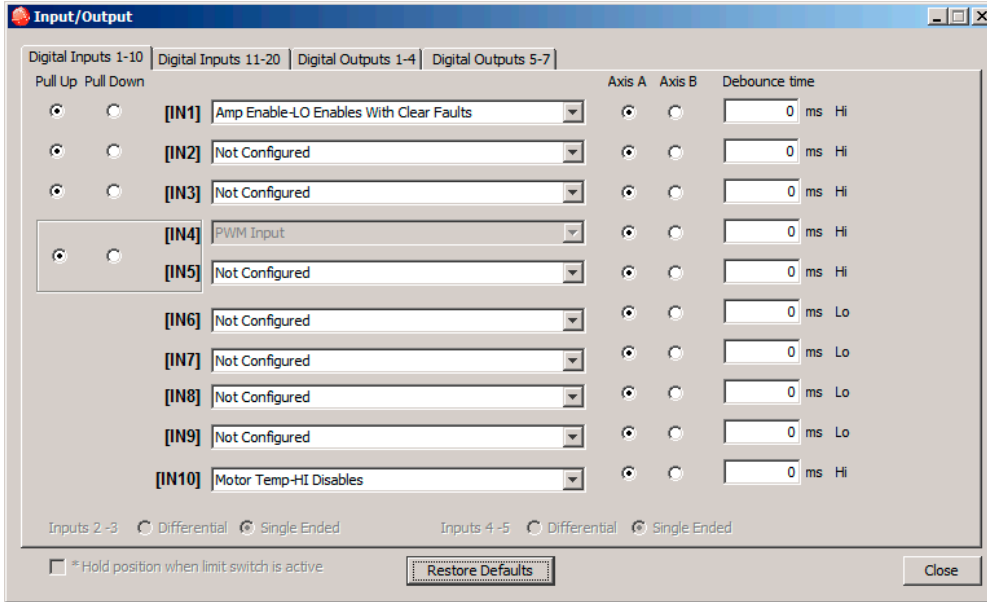 Input/Output
Digital Inputs 1-10 Digital Inputs 11-20 Digital Outputs 1-4 Digital Outputs 5-7
Pull Up Pull Down Axis A Axis B Debounce time
[IN1] Amp Enable-LO Enables With Clear Faults 0 ms Hi
[IN2] Not Configured 0 ms Hi
[IN3] Not Configured 0 ms Hi
[IN4] PWM Input 0 ms Hi
[IN5] Not Configured 0 ms Hi
[IN6] Not Configured 0 ms Lo
[IN7] Not Configured 0 ms Lo
[IN8] Not Configured 0 ms Lo
[IN9] Not Configured 0 ms Lo
[IN10] Motor Temp-HI Disables 0 ms Hi
Inputs 2 -3 Differential Single Ended Inputs 4 -5 Differential Single Ended
* Hold position when limit switch is active Restore Defaults Close